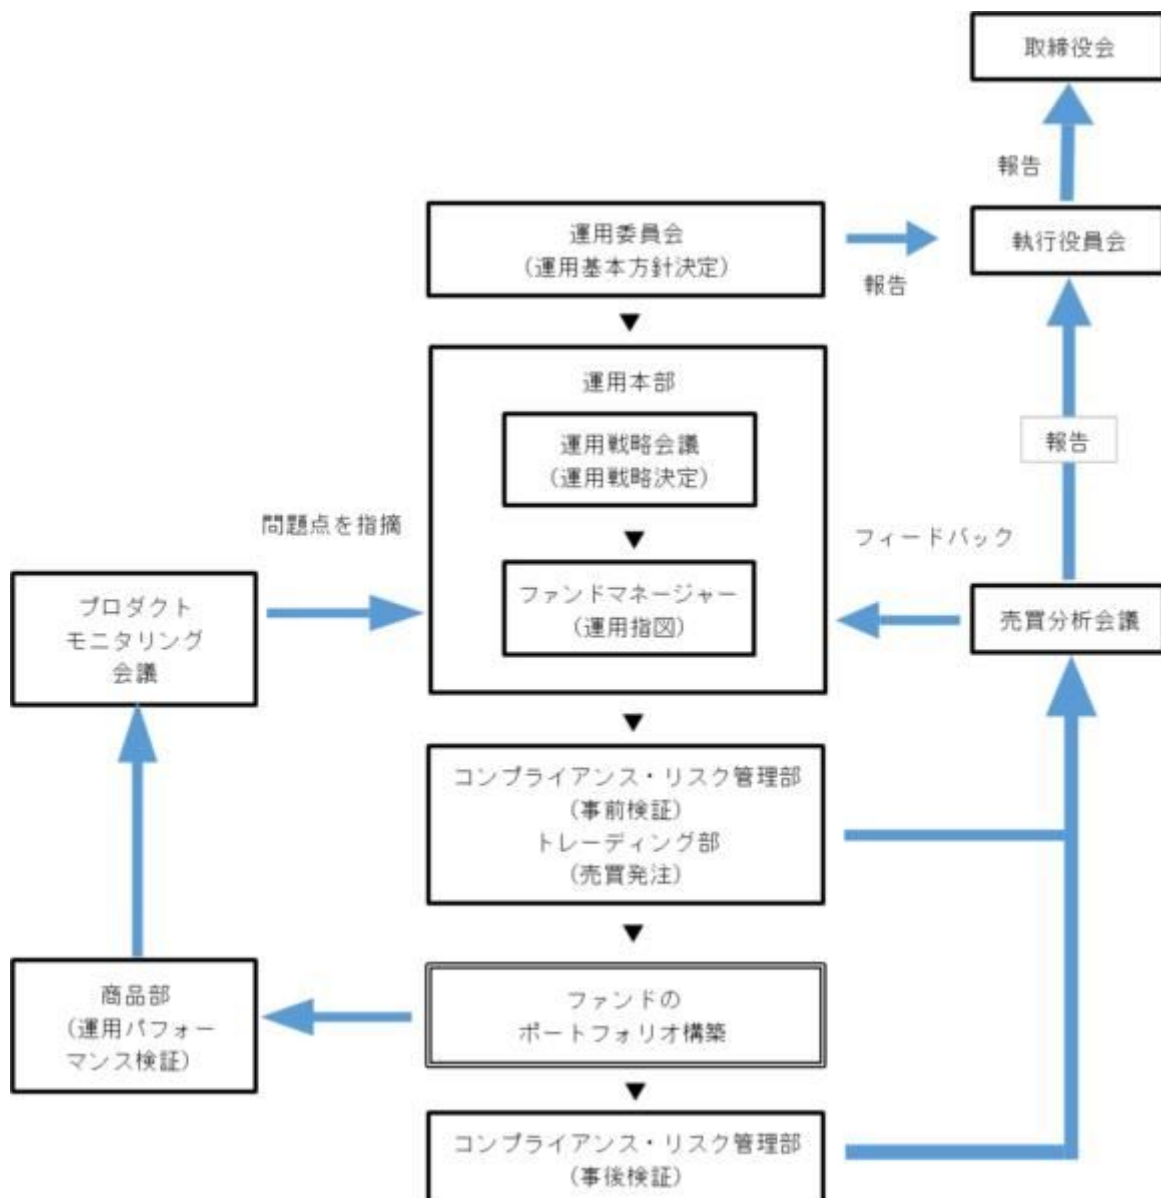 取締役会
報告
執行役員会
運用委員会
(運用基本方針決定)
報告
運用本部
運用戦略会議
(運用戦略決定)
報告
問題点を指摘
フィードバック
プロダクト
モニタリング
会議
ファンドマネージャー
(運用指図)
売買分析会議
コンプライアンス・リスク管理部
(事前検証)
トレーディング部
(売買発注)
商品部
(運用パフォー
マンス検証)
ファンドの
ポートフォリオ構築
コンプライアンス・リスク管理部
(事後検証)